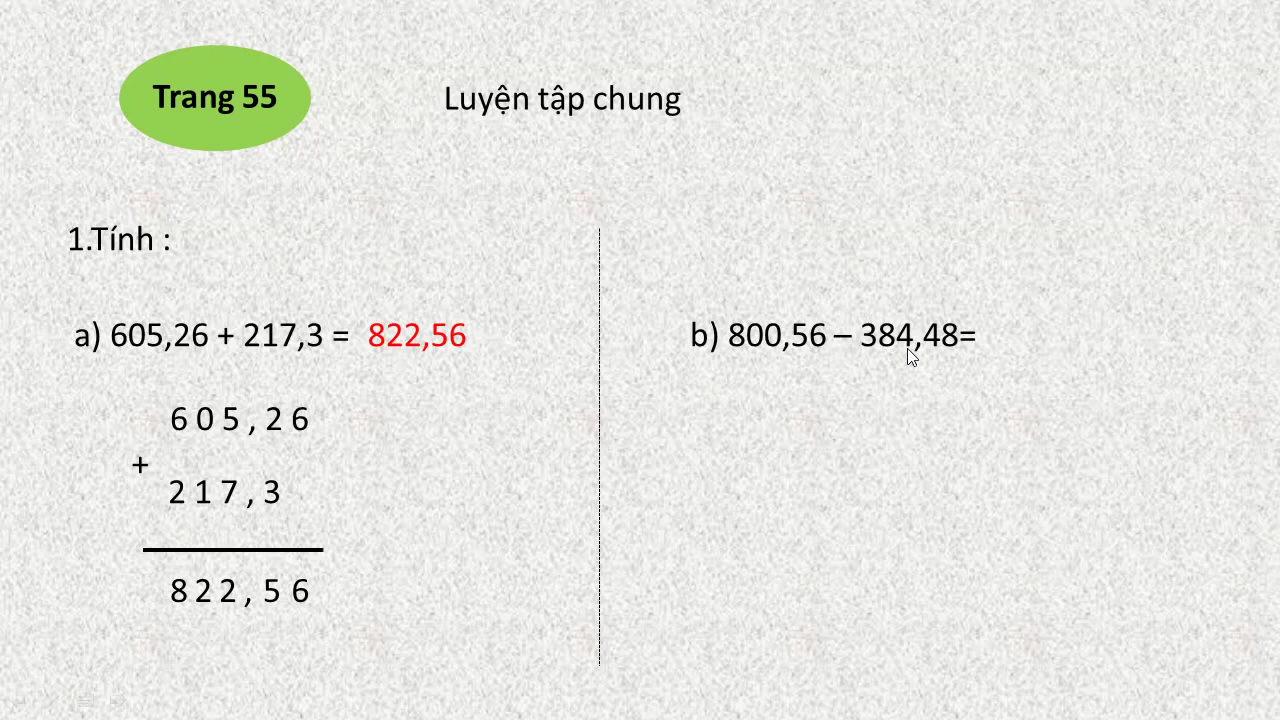 Trang 55
Luyện tập chung
1.Tính :
a) 605,26 + 217,3 = 822,56
b) 800,56 – 384,48=
6 0 5 , 2 6
+
2 1 7 , 3
8 2 2 , 5 6